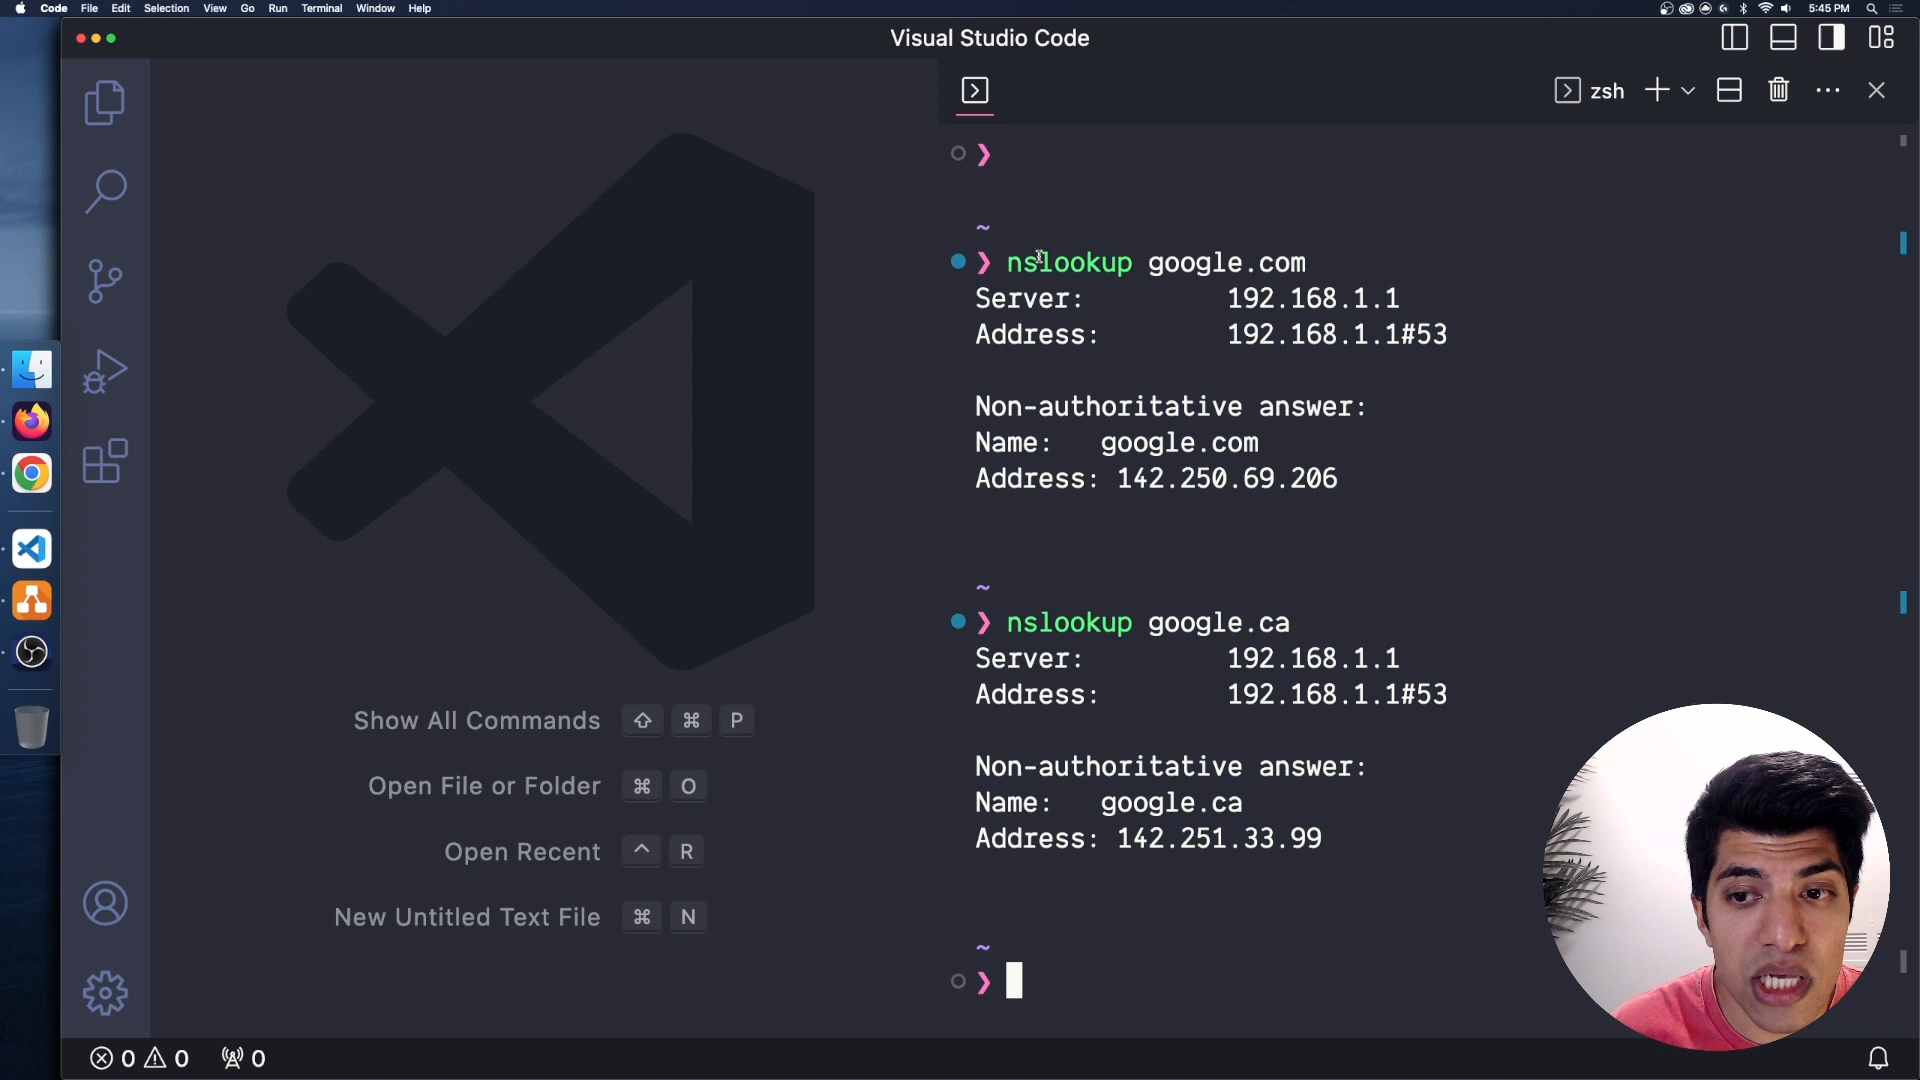 Code File Edit Selection View Go Run Terminal Window Help
5:45 PM
Visual Studio Code
zsh
❯
~
❯ nslookup google.com
Server: 192.168.1.1
Address: 192.168.1.1#53
Non-authoritative answer:
Name: google.com
Address: 142.250.69.206
~
❯ nslookup google.ca
Server: 192.168.1.1
Address: 192.168.1.1#53
Non-authoritative answer:
Name: google.ca
Address: 142.251.33.99
~
❯
Show All Commands ⇧ ⌘ P
Open File or Folder ⌘ O
Open Recent ^ R
New Untitled Text File ⌘ N
0 0 0